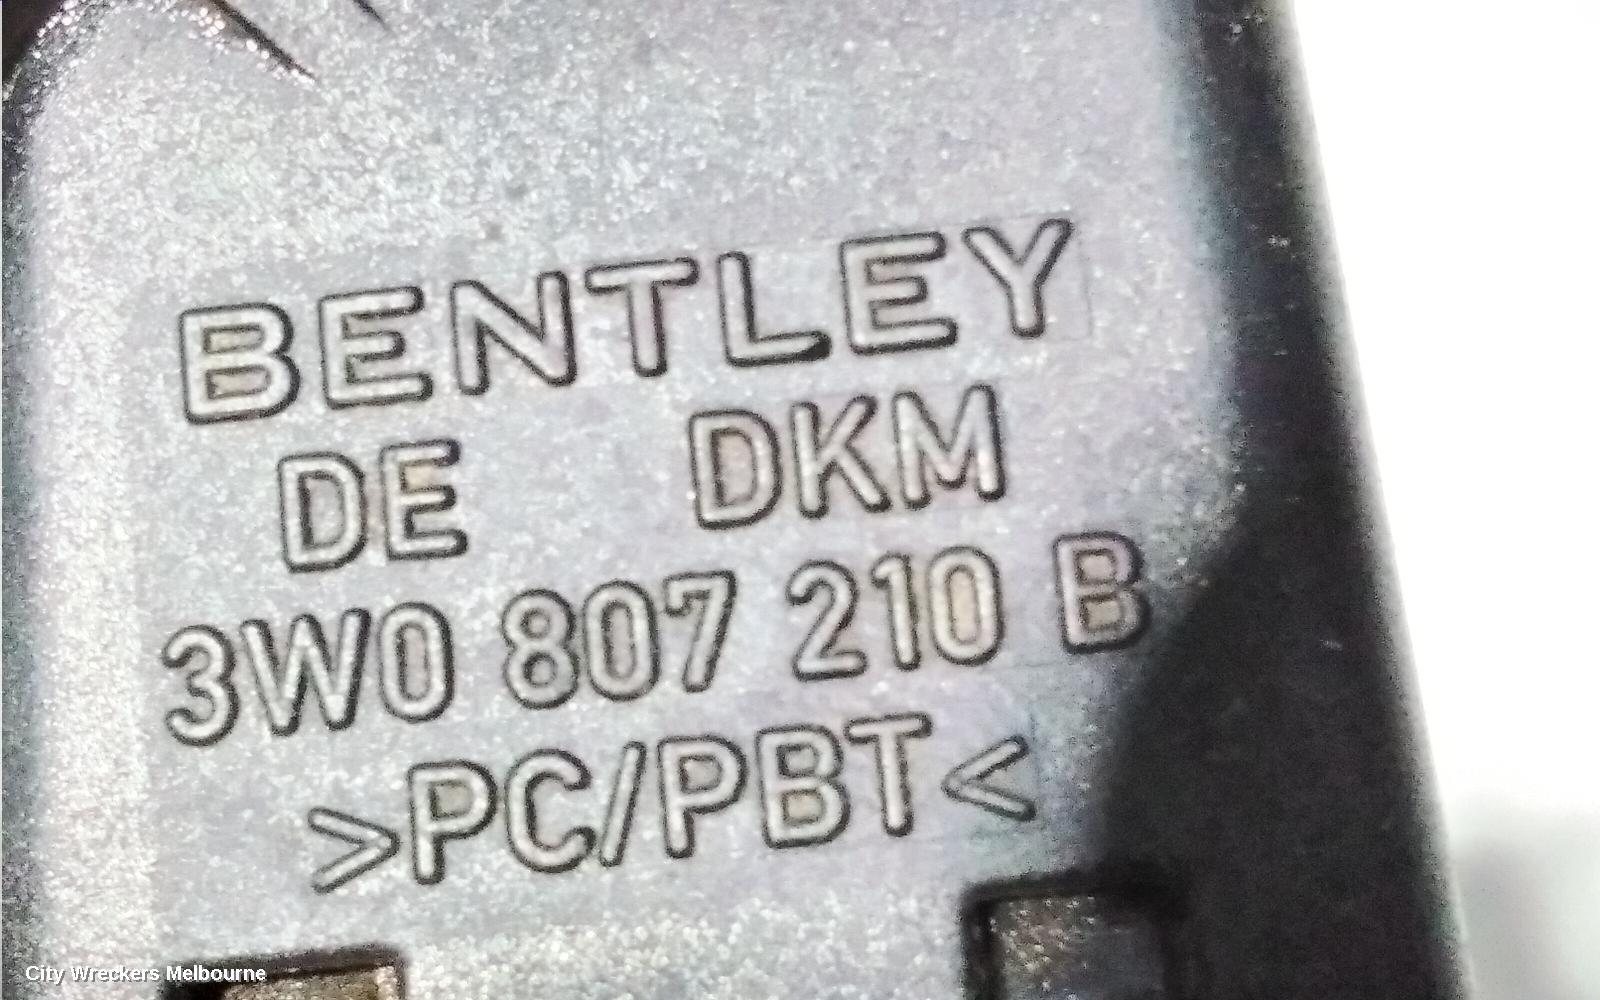 BENTLEY
DE DKM
3W0 807 210 B
>PC/PBT<
City Wreckers Melbourne